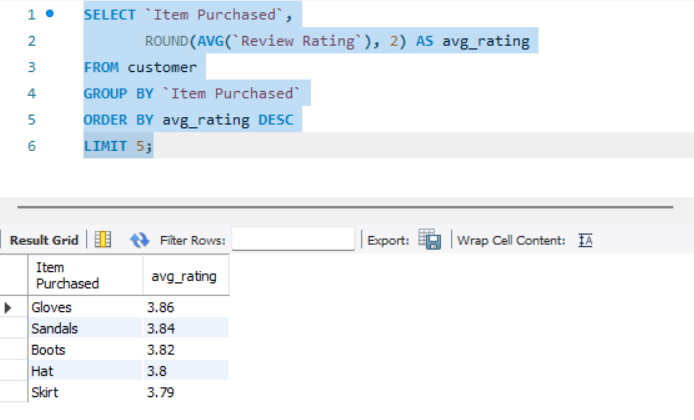 1 SELECT `Item Purchased`,
2 ROUND(AVG(`Review Rating`), 2) AS avg_rating
3 FROM customer
4 GROUP BY `Item Purchased`
5 ORDER BY avg_rating DESC
6 LIMIT 5;
Result Grid Filter Rows: Export: Wrap Cell Content: IA
Item Purchased avg_rating
Gloves 3.86
Sandals 3.84
Boots 3.82
Hat 3.8
Skirt 3.79